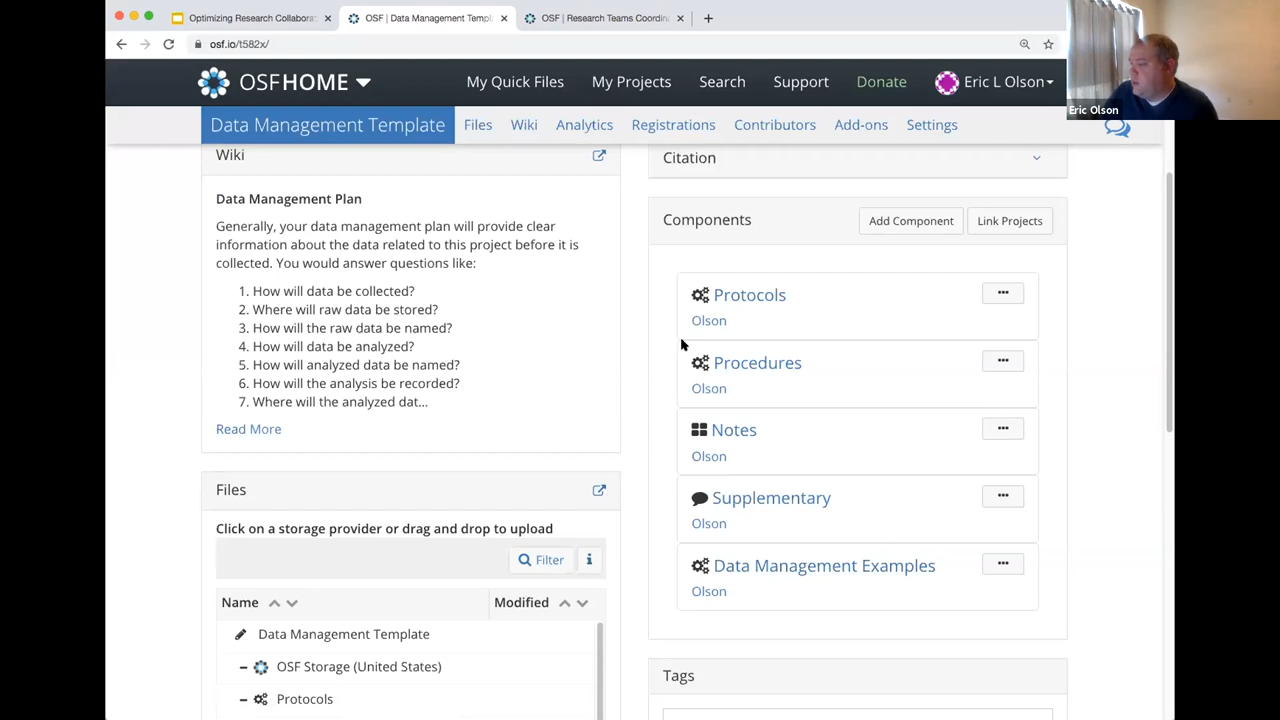 Optimizing Research Collabora
OSF | Data Management Templ
OSF | Research Teams Coordin
osf.io/t582x/
OSFHOME
My Quick Files
My Projects
Search
Support
Donate
Eric L Olson
Eric Olson
Data Management Template
Files
Wiki
Analytics
Registrations
Contributors
Add-ons
Settings
Wiki
Data Management Plan
Generally, your data management plan will provide clear
information about the data related to this project before it is
collected. You would answer questions like:
1. How will data be collected?
2. Where will raw data be stored?
3. How will the raw data be named?
4. How will data be analyzed?
5. How will analyzed data be named?
6. How will the analysis be recorded?
7. Where will the analyzed dat...
Read More
Files
Click on a storage provider or drag and drop to upload
Filter
Name
Modified
Data Management Template
OSF Storage (United States)
Protocols
Citation
Components
Add Component
Link Projects
Protocols
Olson
Procedures
Olson
Notes
Olson
Supplementary
Olson
Data Management Examples
Olson
Tags